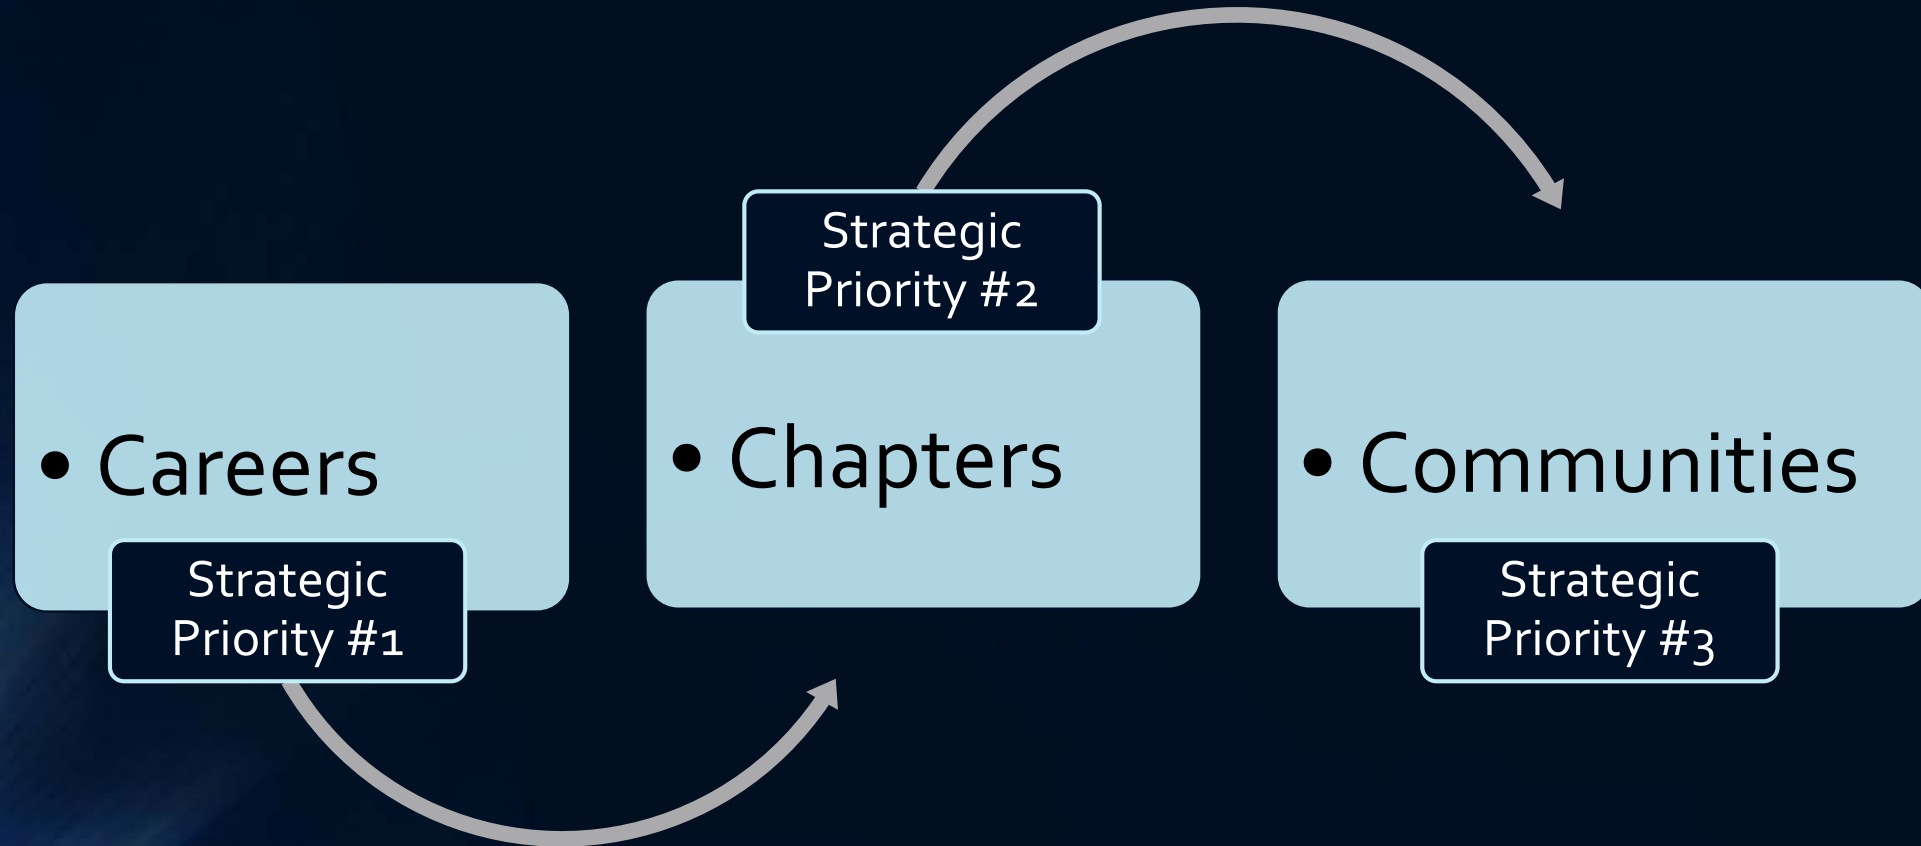 • Careers
Strategic
Priority #1
Strategic
Priority #2
• Chapters
• Communities
Strategic
Priority #3